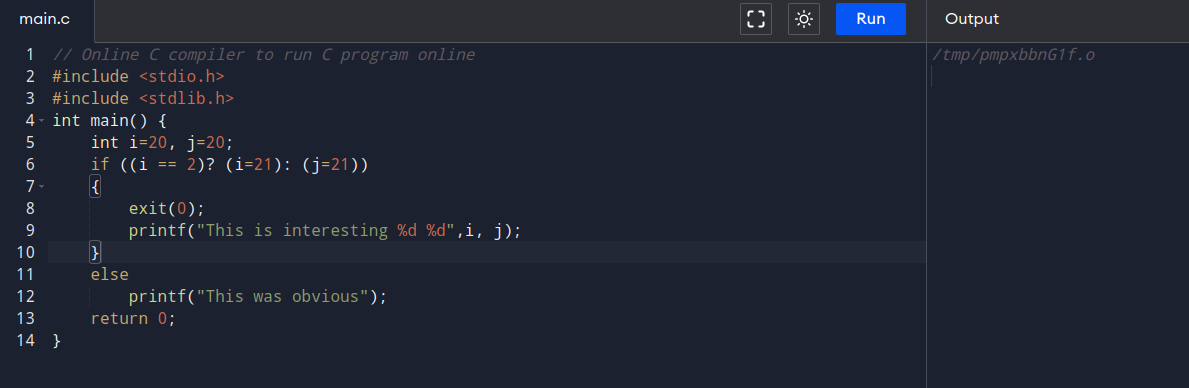 main.c Run Output
1 // Online C compiler to run C program online
/tmp/pmpxbbnG1f.o
2 #include <stdio.h>
3 #include <stdlib.h>
4 int main() {
5 int i=20, j=20;
6 if ((i == 2)? (i=21): (j=21))
7 {
8 exit(0);
9 printf("This is interesting %d %d",i, j);
10 }
11 else
12 printf("This was obvious");
13 return 0;
14 }